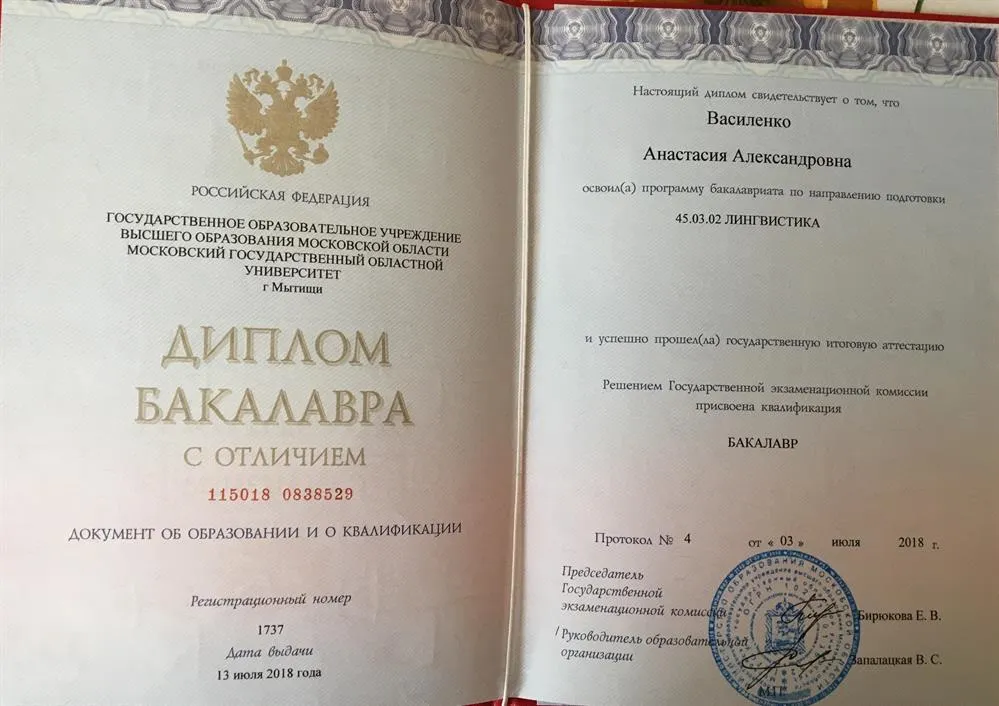 РОССИЙСКАЯ ФЕДЕРАЦИЯ
ГОСУДАРСТВЕННОЕ ОБРАЗОВАТЕЛЬНОЕ УЧРЕЖДЕНИЕ
ВЫСШЕГО ОБРАЗОВАНИЯ МОСКОВСКОЙ ОБЛАСТИ
МОСКОВСКИЙ ГОСУДАРСТВЕННЫЙ ОБЛАСТНОЙ
УНИВЕРСИТЕТ
г Мытищи
ДИПЛОМ
БАКАЛАВРА
С ОТЛИЧИЕМ
115018 0838529
ДОКУМЕНТ ОБ ОБРАЗОВАНИИ И О КВАЛИФИКАЦИИ
Регистрационный номер
1737
Дата выдачи
13 июля 2018 года
Настоящий диплом свидетельствует о том, что
Василенко
Анастасия Александровна
освоил(а) программу бакалавриата по направлению подготовки
45.03.02 ЛИНГВИСТИКА
и успешно прошел(ла) государственную итоговую аттестацию
Решением Государственной экзаменационной комиссии
присвоена квалификация
БАКАЛАВР
Протокол № 4 от « 03 » июля 2018 г.
Председатель
Государственной
экзаменационной комиссии Бирюкова Е. В.
/ Руководитель образовательной
организации Запалацкая В. С.